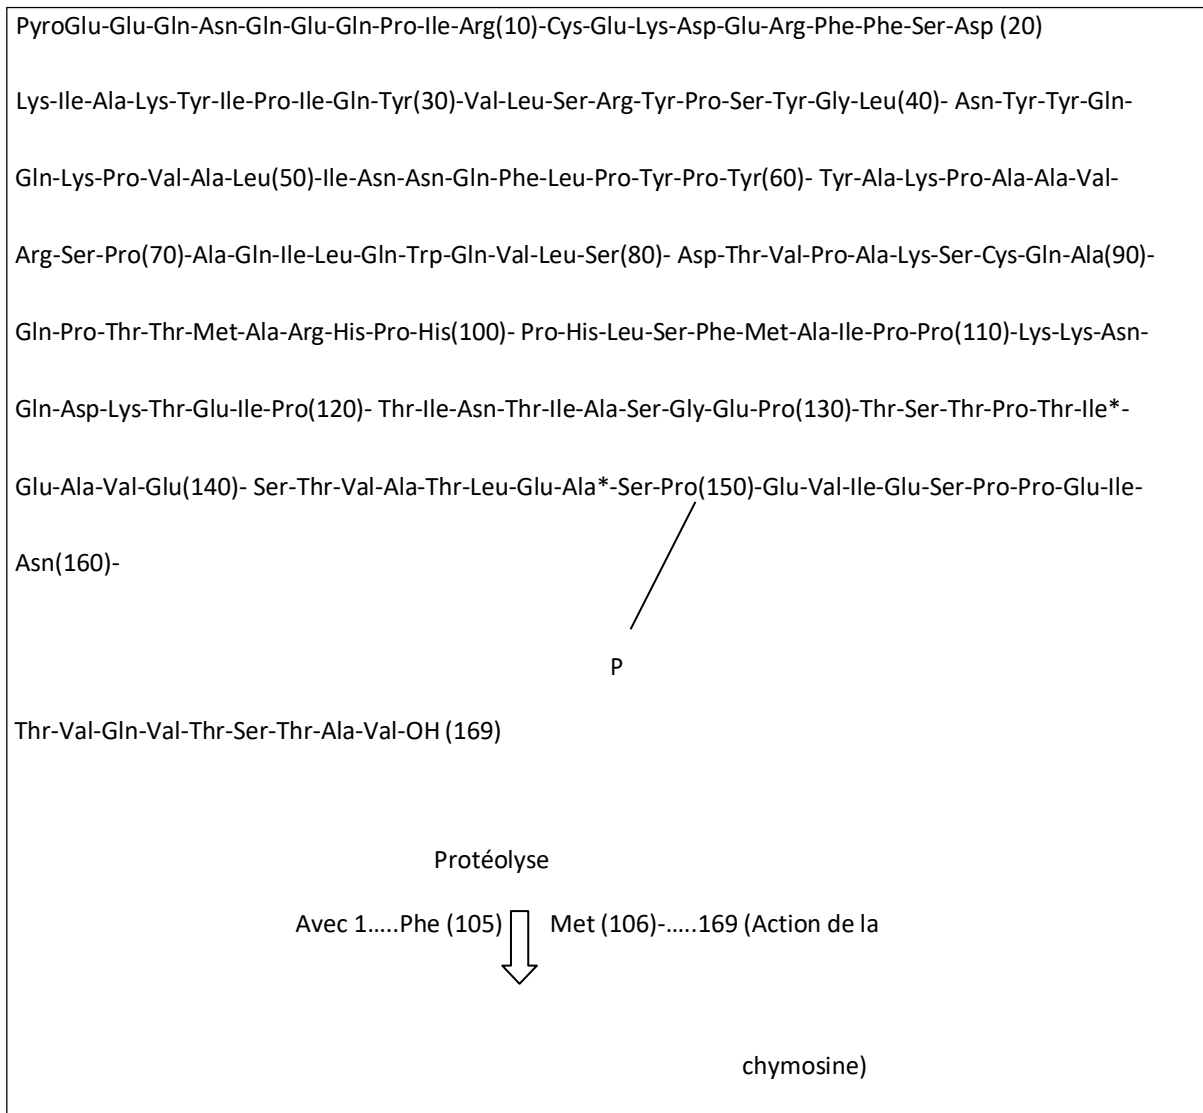 PyroGlu-Glu-Gln-Asn-Gln-Glu-Gln-Pro-Ile-Arg(10)-Cys-Glu-Lys-Asp-Glu-Arg-Phe-Phe-Ser-Asp (20)
Lys-Ile-Ala-Lys-Tyr-Ile-Pro-Ile-Gln-Tyr(30)-Val-Leu-Ser-Arg-Tyr-Pro-Ser-Tyr-Gly-Leu(40)- Asn-Tyr-Tyr-Gln-
Gln-Lys-Pro-Val-Ala-Leu(50)-Ile-Asn-Asn-Gln-Phe-Leu-Pro-Tyr-Pro-Tyr(60)- Tyr-Ala-Lys-Pro-Ala-Ala-Val-
Arg-Ser-Pro(70)-Ala-Gln-Ile-Leu-Gln-Trp-Gln-Val-Leu-Ser(80)- Asp-Thr-Val-Pro-Ala-Lys-Ser-Cys-Gln-Ala(90)-
Gln-Pro-Thr-Thr-Met-Ala-Arg-His-Pro-His(100)- Pro-His-Leu-Ser-Phe-Met-Ala-Ile-Pro-Pro(110)-Lys-Lys-Asn-
Gln-Asp-Lys-Thr-Glu-Ile-Pro(120)- Thr-Ile-Asn-Thr-Ile-Ala-Ser-Gly-Glu-Pro(130)-Thr-Ser-Thr-Pro-Thr-Ile*-
Glu-Ala-Val-Glu(140)- Ser-Thr-Val-Ala-Thr-Leu-Glu-Ala*-Ser-Pro(150)-Glu-Val-Ile-Glu-Ser-Pro-Pro-Glu-Ile-
Asn(160)-
P
Thr-Val-Gln-Val-Thr-Ser-Thr-Ala-Val-OH (169)
Protéolyse
Avec 1.....Phe (105) Met (106)-.....169 (Action de la
chymosine)